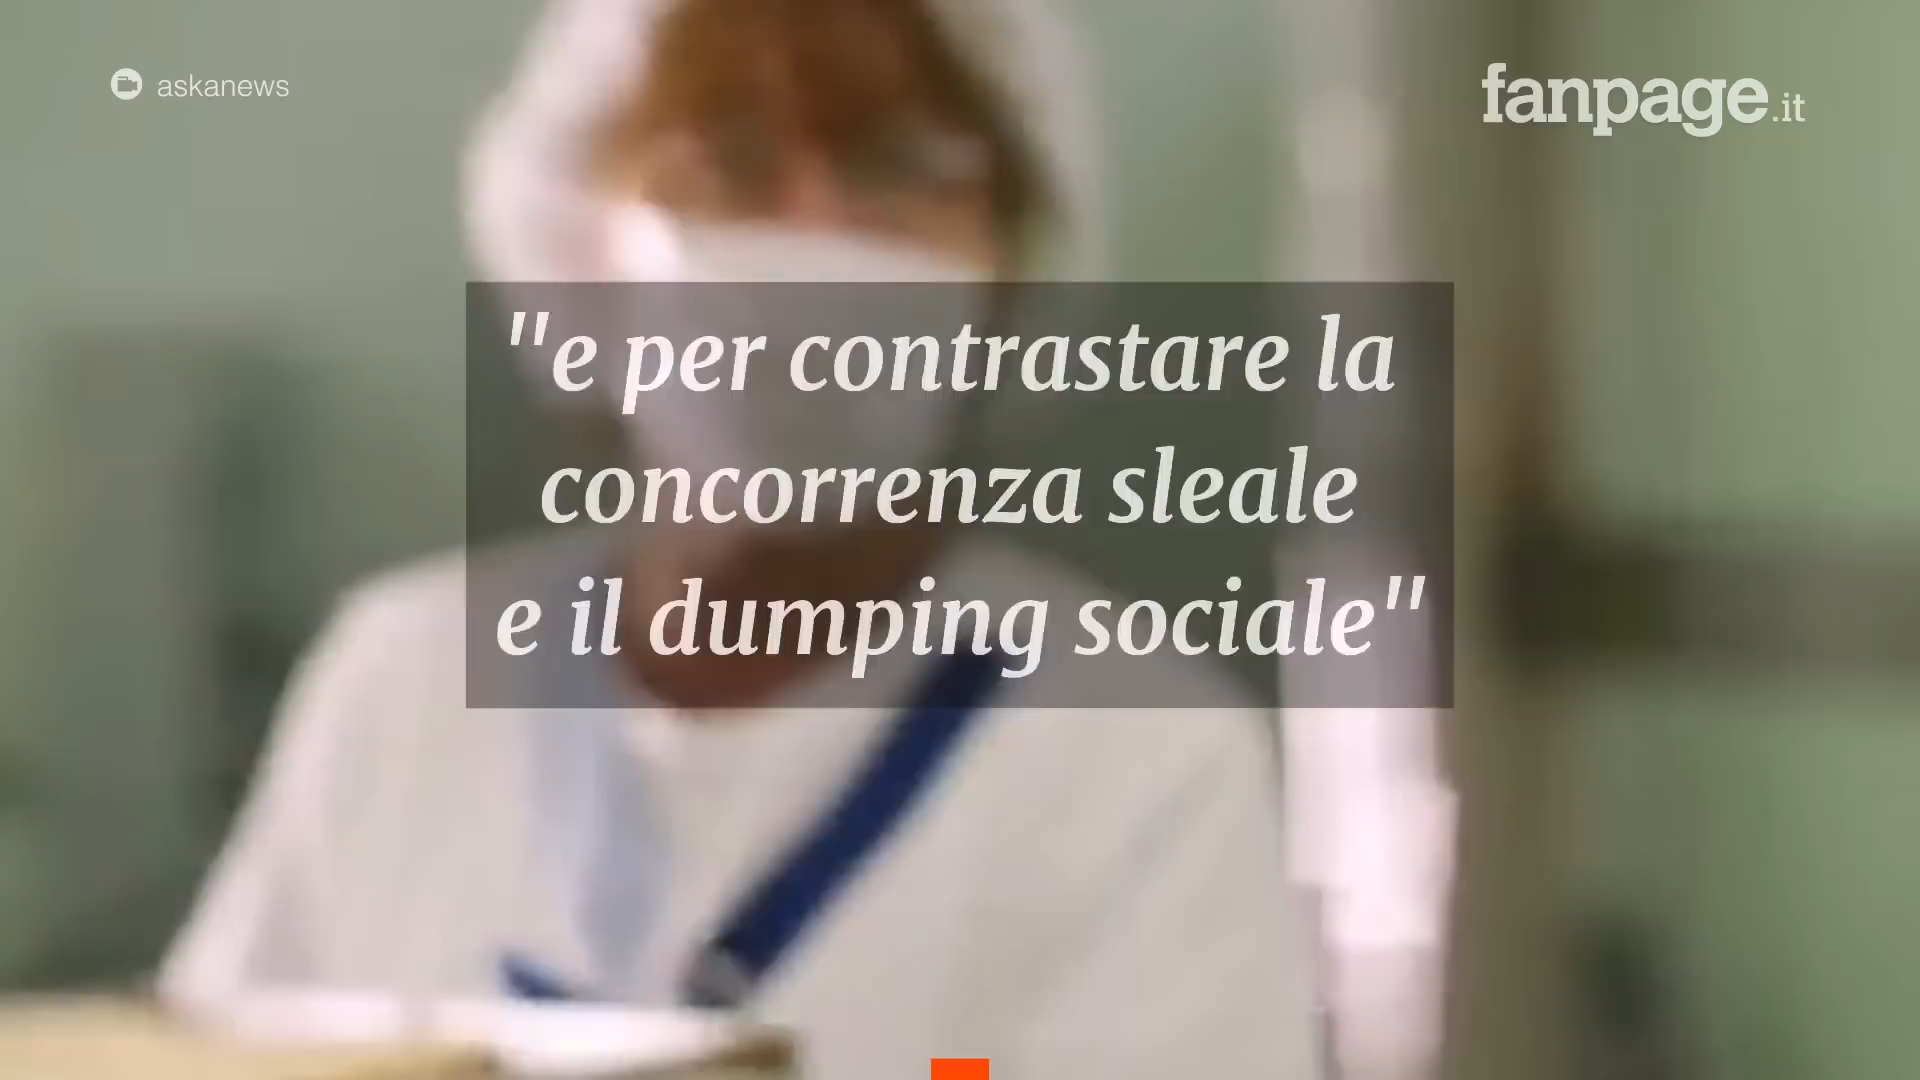 askanews
fanpage.it
"e per contrastare la
concorrenza sleale
e il dumping sociale"